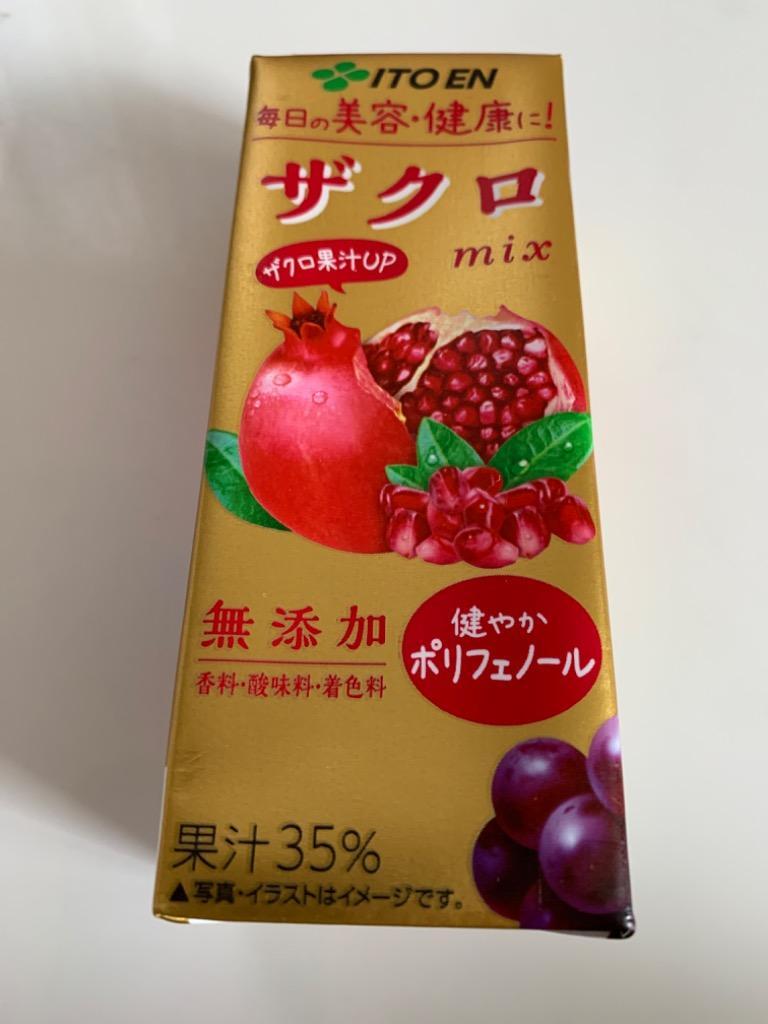 ITO EN
毎日の美容・健康に!
ザクロ
mix
ザクロ果汁UP
無添加
香料・酸味料・着色料
健やか
ポリフェノール
果汁35%
▲写真・イラストはイメージです。